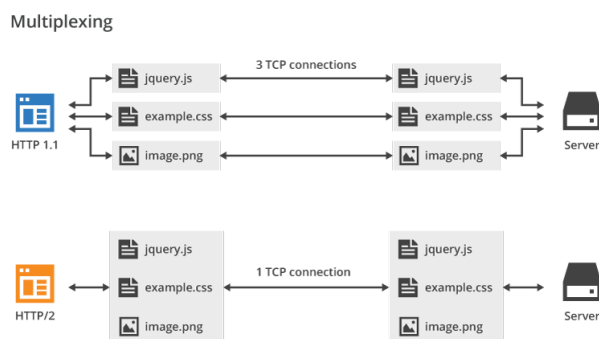 Multiplexing
3 TCP connections
jquery.js
jquery.js
example.css
example.css
image.png
image.png
HTTP 1.1
Server
jquery.js
jquery.js
1 TCP connection
example.css
example.css
image.png
image.png
HTTP/2
Server